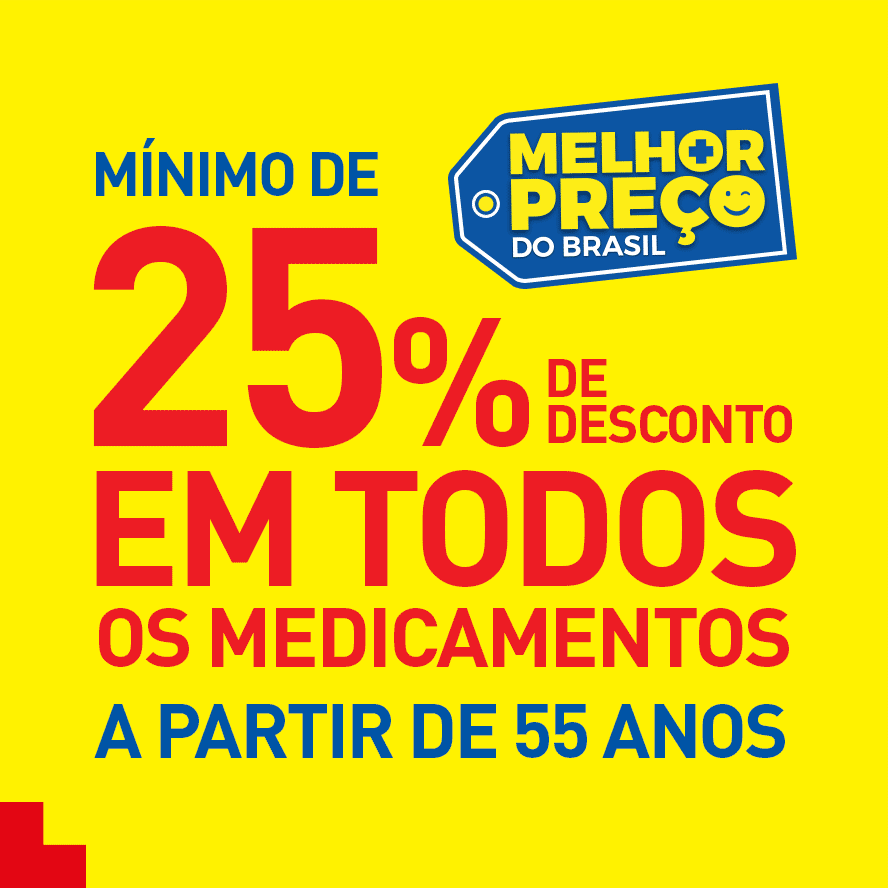 MELHOR
PREÇO
DO BRASIL
MÍNIMO DE
25%
DE
DESCONTO
EM TODOS
OS MEDICAMENTOS
A PARTIR DE 55 ANOS